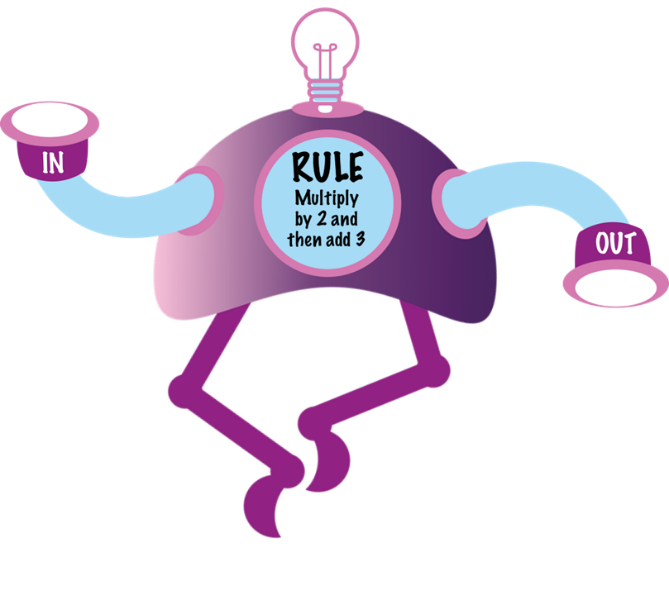 IN
RULE
Multiply
by 2 and
then add 3
OUT